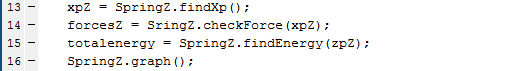 13 – xpZ = SpringZ.findXp();
14 – forcesZ = SringZ.checkForce(xpZ);
15 – totalenergy = SpringZ.findEnergy(zpZ);
16 – SpringZ.graph();